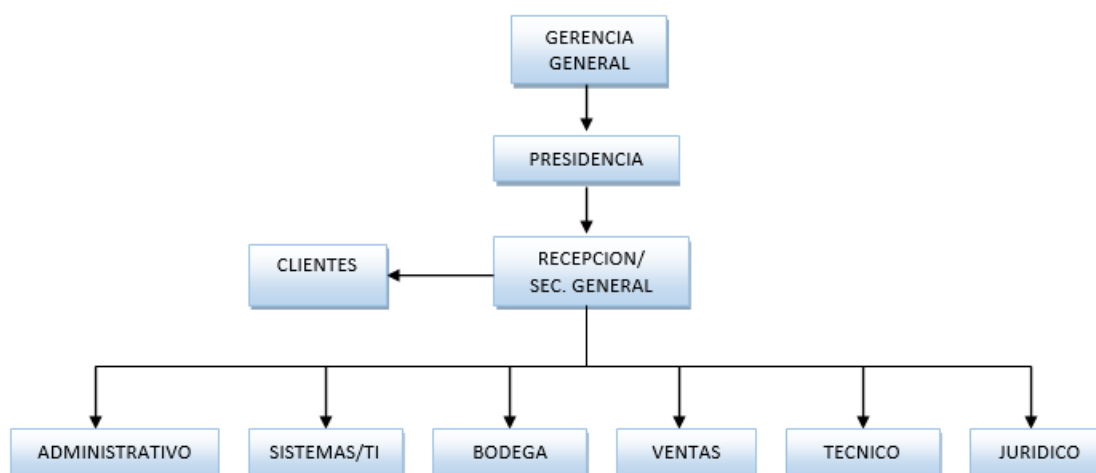 GERENCIA
GENERAL
PRESIDENCIA
CLIENTES
RECEPCION/
SEC. GENERAL
ADMINISTRATIVO
SISTEMAS/TI
BODEGA
VENTAS
TECNICO
JURIDICO